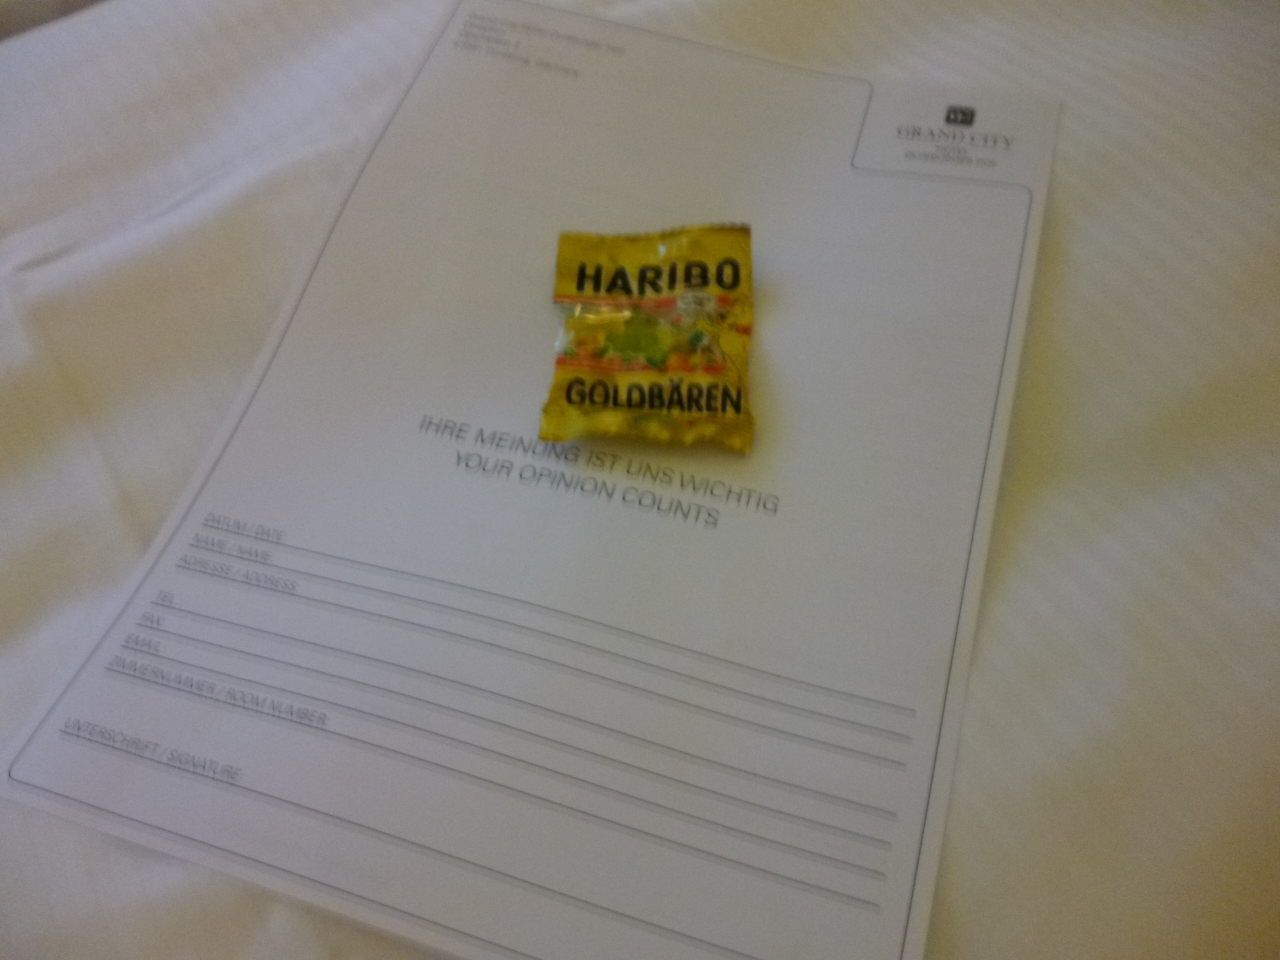 GRAND CITY
HARIBO
GOLDBÄREN
IHRE MEINUNG IST UNS WICHTIG
YOUR OPINION COUNTS
DATUM / DATE
NAME / NAME
ADRESSE / ADDRESS
TEL
FAX
EMAIL
ZIMMERNUMMER / ROOM NUMBER
UNTERSCHRIFT / SIGNATURE